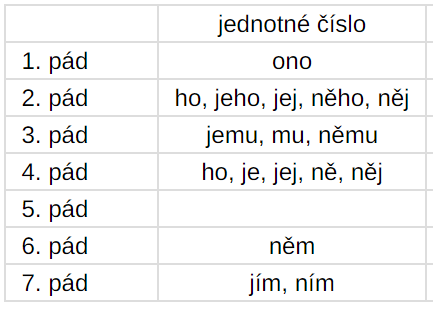 jednotné číslo
1. pád ono
2. pád ho, jeho, jej, něho, něj
3. pád jemu, mu, němu
4. pád ho, je, jej, ně, něj
5. pád
6. pád něm
7. pád jím, ním